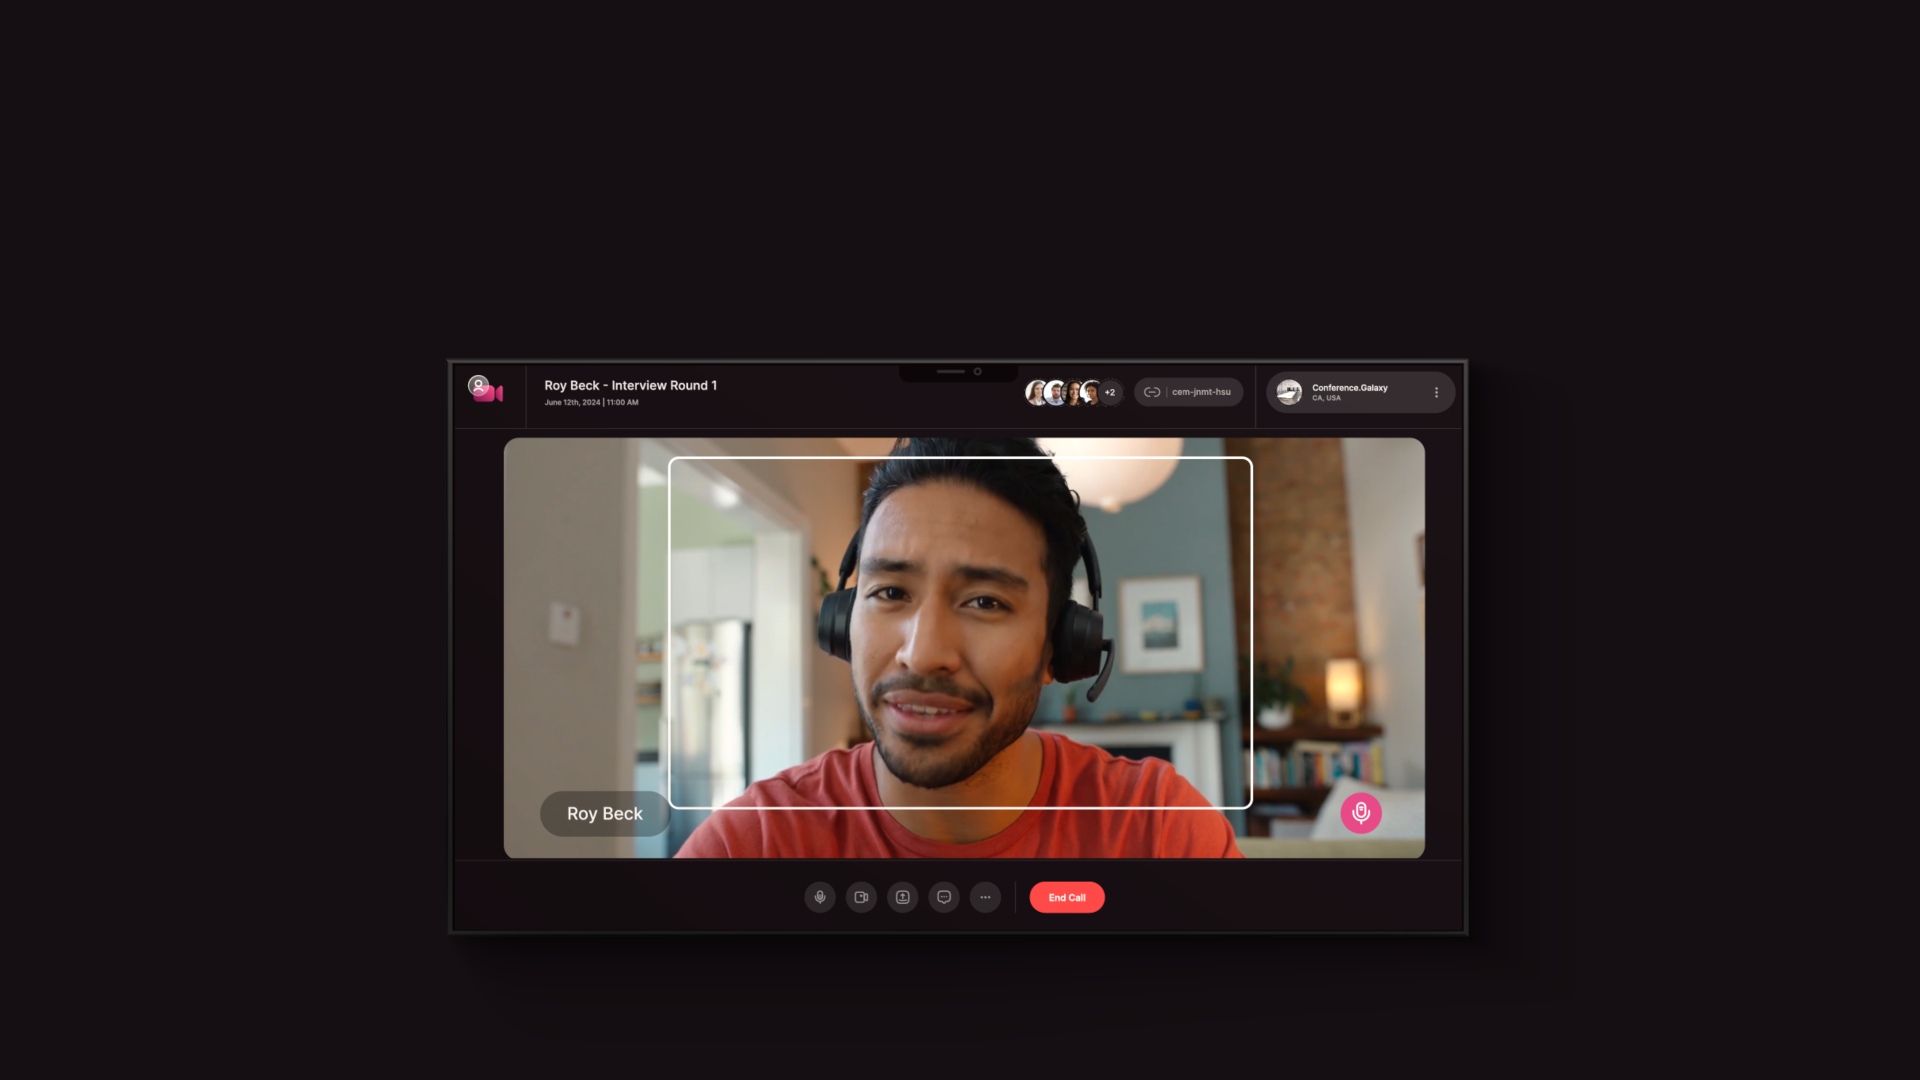 Roy Beck - Interview Round 1
June 12th, 2024 | 11:00 AM
+2
cem-jnmt-hsu
Conference.Galaxy
CA, USA
Roy Beck
End Call